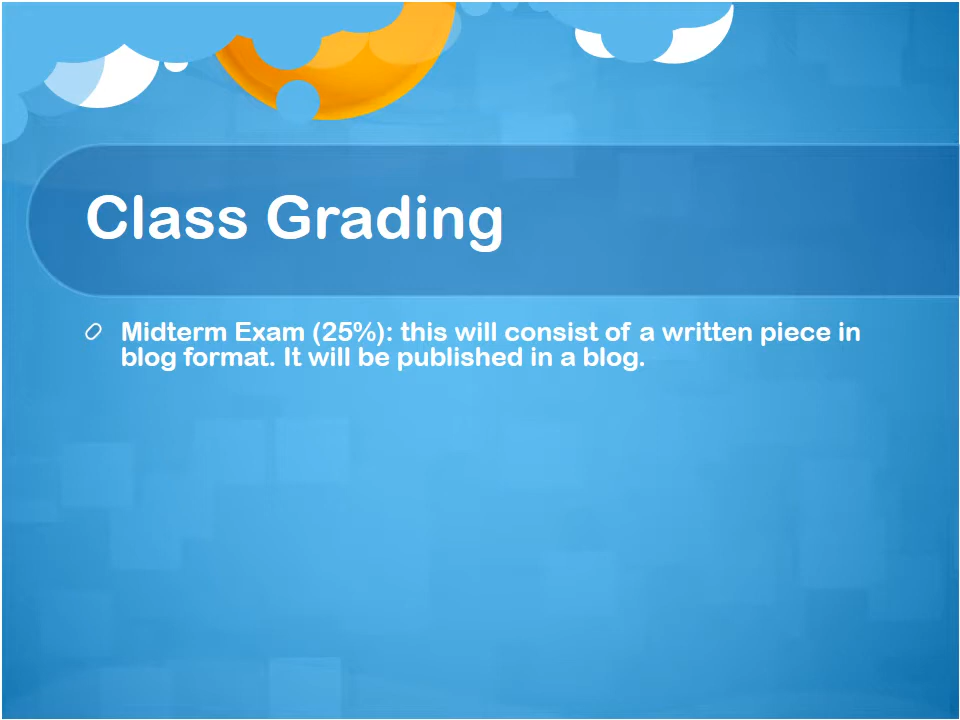 Class Grading
Midterm Exam (25%): this will consist of a written piece in
blog format. It will be published in a blog.